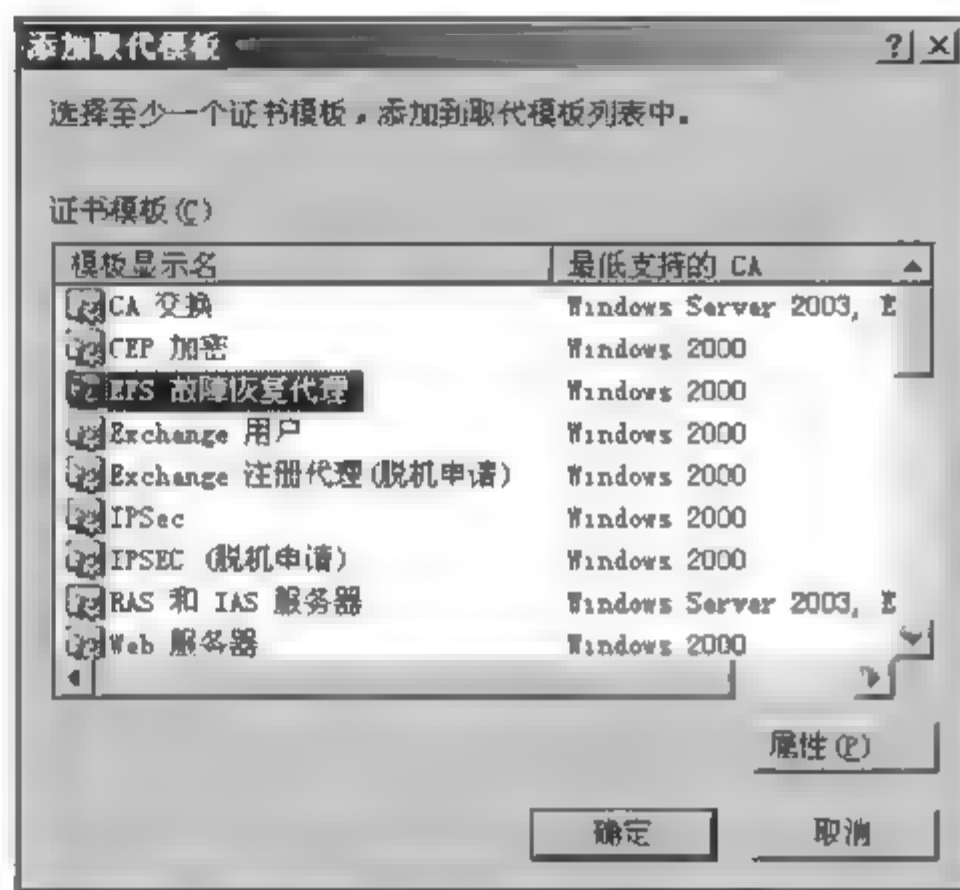 添加取代模板
选择至少一个证书模板，添加到取代模板列表中。
证书模板(C)
模板显示名 最低支持的 CA
CA 交换 Windows Server 2003, E
CEP 加密 Windows 2000
EFS 故障恢复代理 Windows 2000
Exchange 用户 Windows 2000
Exchange 注册代理(脱机申请) Windows 2000
IPSec Windows 2000
IPSEC (脱机申请) Windows 2000
RAS 和 IAS 服务器 Windows Server 2003, E
Web 服务器 Windows 2000
属性(P)
确定 取消